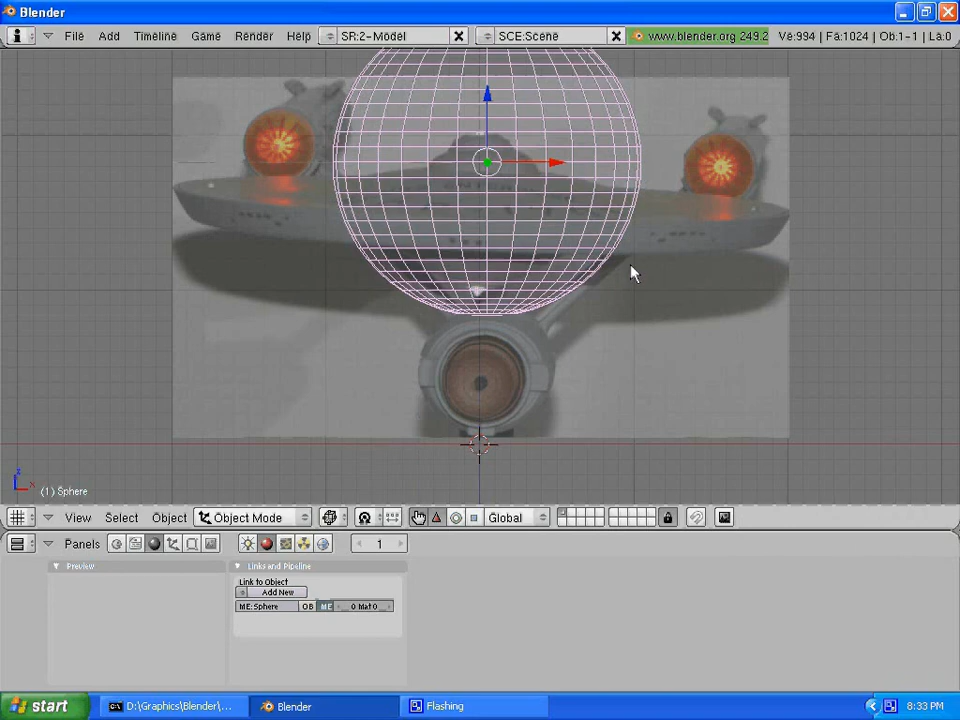 Blender
File Add Timeline Game Render Help SR:2-Model SCE:Scene www.blender.org 249.2 Ve:994 | Fa:1024 | Ob:1-1 | La:0
z
x
(1) Sphere
View Select Object Object Mode Global
Panels 1
Preview Links and Pipeline
Link to Object
Add New
ME:Sphere OB ME 0 Mat 0
start D:\Graphics\Blender\... Blender Flashing 8:33 PM